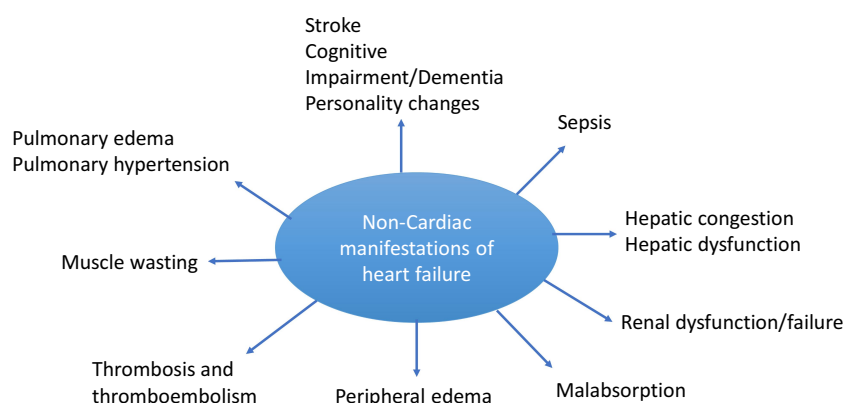 Stroke
Cognitive
Impairment/Dementia
Personality changes
Sepsis
Pulmonary edema
Pulmonary hypertension
Non-Cardiac
manifestations of
heart failure
Hepatic congestion
Hepatic dysfunction
Muscle wasting
Renal dysfunction/failure
Thrombosis and
thromboembolism
Peripheral edema
Malabsorption